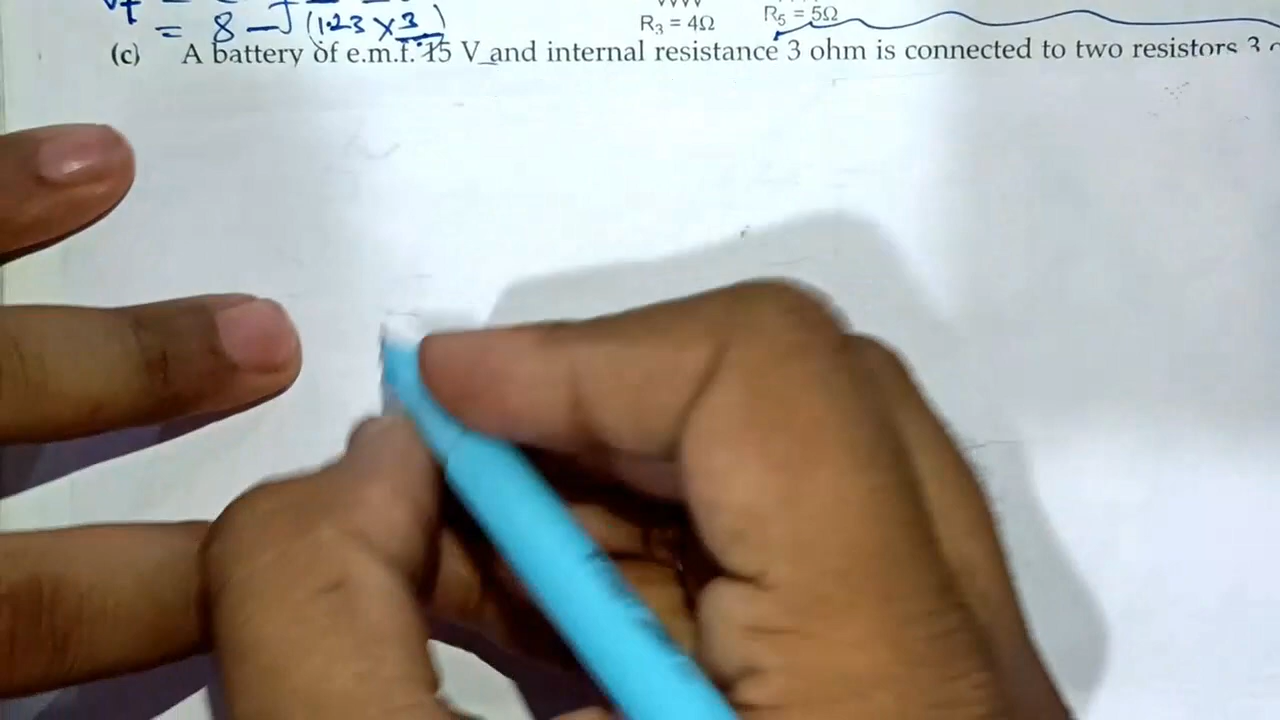 = 8 - (1.23 × 3
R₃ = 4Ω R₅ = 5Ω
(c) A battery of e.m.f. 15 V and internal resistance 3 ohm is connected to two resistors 3